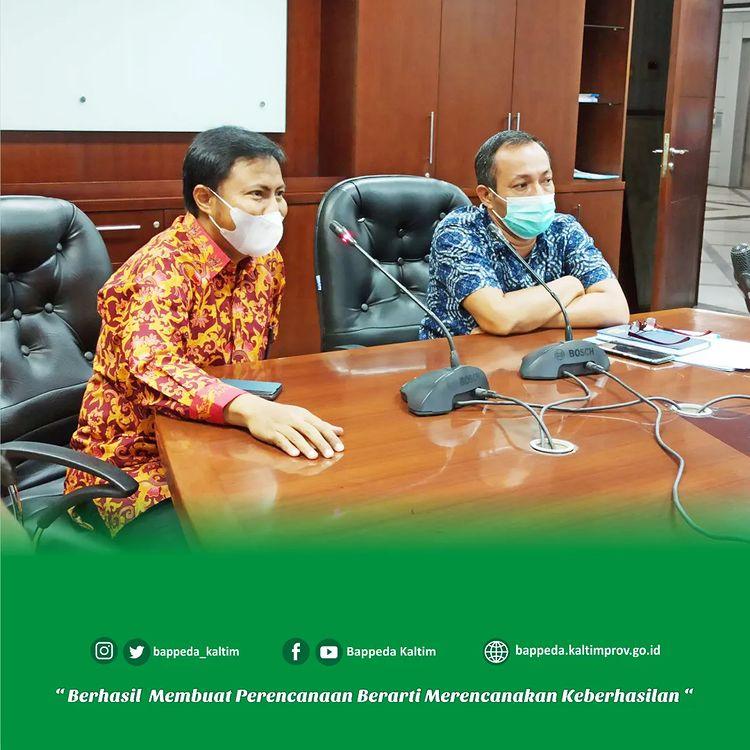 BOSCH
bappeda_kaltim
Bappeda Kaltim
bappeda.kaltimprov.go.id
“ Berhasil Membuat Perencanaan Berarti Merencanakan Keberhasilan “